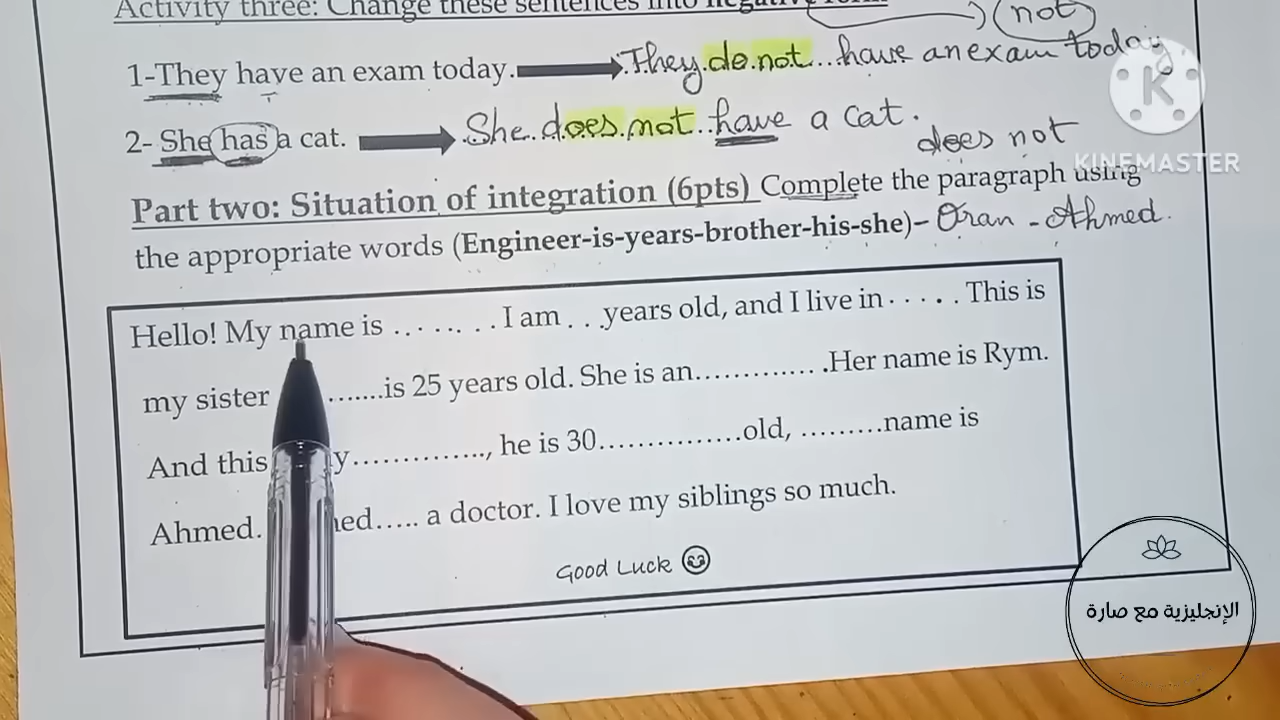 Activity three: Change these sentences into negative form
(not)
1-They have an exam today. They do not have an exam today
2- She has a cat. She does not have a cat.
does not
KINEMASTER
Part two: Situation of integration (6pts) Complete the paragraph using
the appropriate words (Engineer-is-years-brother-his-she)- Oran - Ahmed.
Hello! My name is ........ I am ...years old, and I live in ..... This is
my sister .......is 25 years old. She is an..............Her name is Rym.
And this y.............., he is 30...............old, .........name is
Ahmed. ed..... a doctor. I love my siblings so much.
Good Luck
الإنجليزية مع صارة